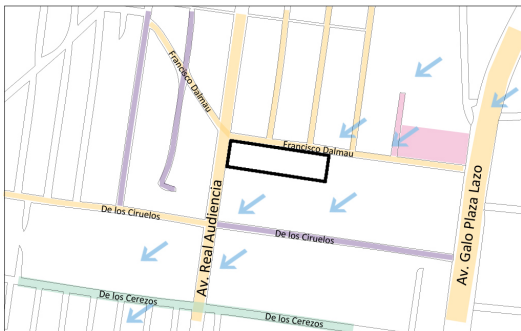 Francisco Dalmau
Francisco Dalmau
Av. Galo Plaza Lazo
De los Ciruelos
Av. Real Audiencia
De los Ciruelos
De los Cerezos
De los Cerezos